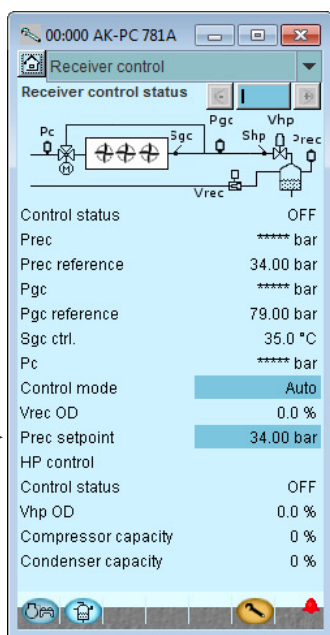 00:000 AK-PC 781A
Receiver control
Receiver control status
Pc
Sgc
Pgc
Shp
Vhp
Prec
M
Vrec
Control status OFF
Prec ***** bar
Prec reference 34.00 bar
Pgc ***** bar
Pgc reference 79.00 bar
Sgc ctrl. 35.0 °C
Pc ***** bar
Control mode Auto
Vrec OD 0.0 %
Prec setpoint 34.00 bar
HP control
Control status OFF
Vhp OD 0.0 %
Compressor capacity 0 %
Condenser capacity 0 %